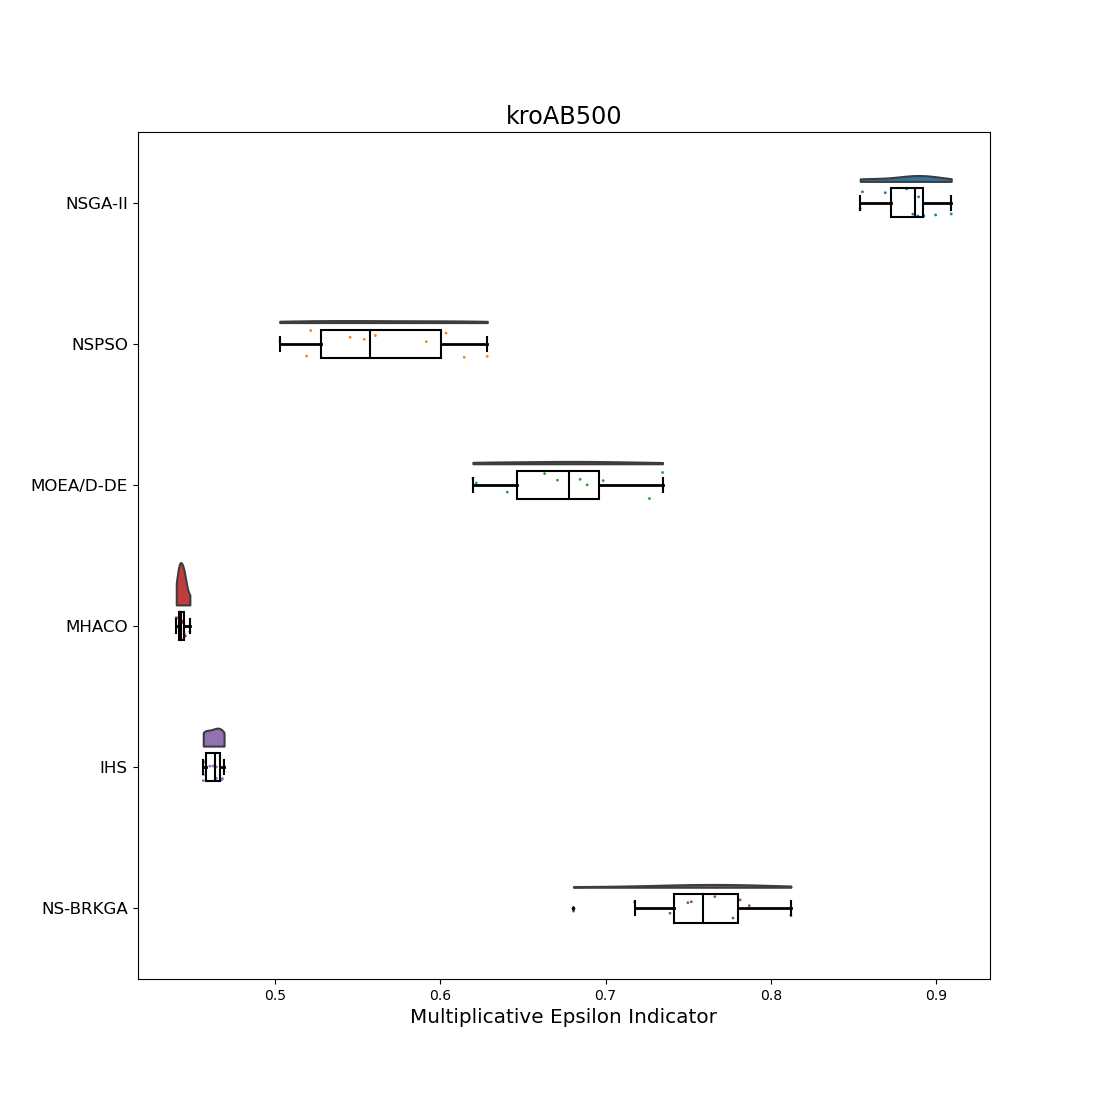 kroAB500
NSGA-II
NSPSO
MOEA/D-DE
MHACO
IHS
NS-BRKGA
0.5 0.6 0.7 0.8 0.9
Multiplicative Epsilon Indicator